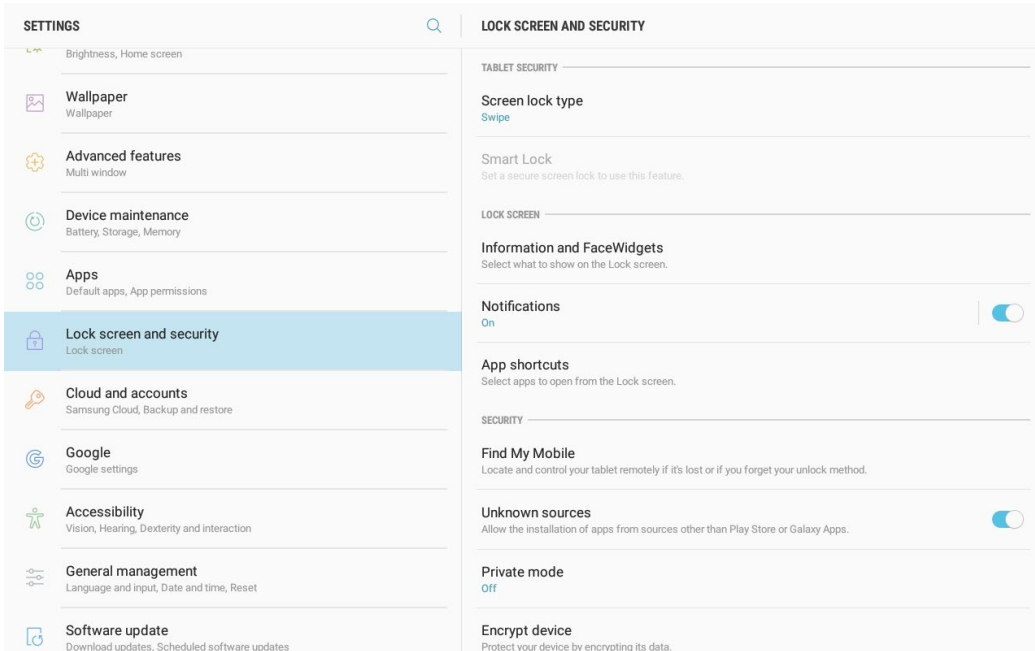 SETTINGS
Brightness, Home screen
Wallpaper
Wallpaper
Advanced features
Multi window
Device maintenance
Battery, Storage, Memory
Apps
Default apps, App permissions
Lock screen and security
Lock screen
Cloud and accounts
Samsung Cloud, Backup and restore
Google
Google settings
Accessibility
Vision, Hearing, Dexterity and interaction
General management
Language and input, Date and time, Reset
Software update
Download updates, Scheduled software updates
LOCK SCREEN AND SECURITY
TABLET SECURITY
Screen lock type
Swipe
Smart Lock
Set a secure screen lock to use this feature.
LOCK SCREEN
Information and FaceWidgets
Select what to show on the Lock screen.
Notifications
On
App shortcuts
Select apps to open from the Lock screen.
SECURITY
Find My Mobile
Locate and control your tablet remotely if it's lost or if you forget your unlock method.
Unknown sources
Allow the installation of apps from sources other than Play Store or Galaxy Apps.
Private mode
Off
Encrypt device
Protect your device by encrypting its data.